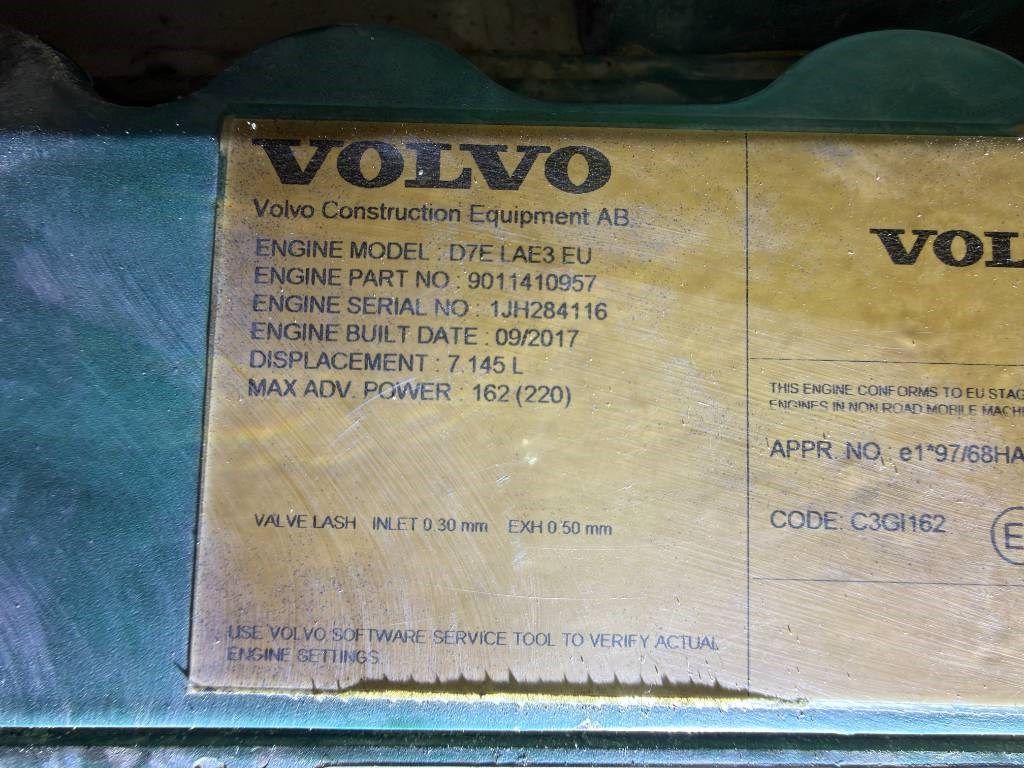 VOLVO
Volvo Construction Equipment AB.
ENGINE MODEL : D7E LAE3 EU
ENGINE PART NO : 9011410957
ENGINE SERIAL NO : 1JH284116
ENGINE BUILT DATE : 09/2017
DISPLACEMENT : 7.145 L
MAX ADV. POWER : 162 (220)
VALVE LASH INLET 0.30 mm EXH 0.50 mm
USE VOLVO SOFTWARE SERVICE TOOL TO VERIFY ACTUAL
ENGINE SETTINGS
VOL
THIS ENGINE CONFORMS TO EU STAG
ENGINES IN NON ROAD MOBILE MACH
APPR. NO. : e1*97/68HA
CODE: C3GI162
E